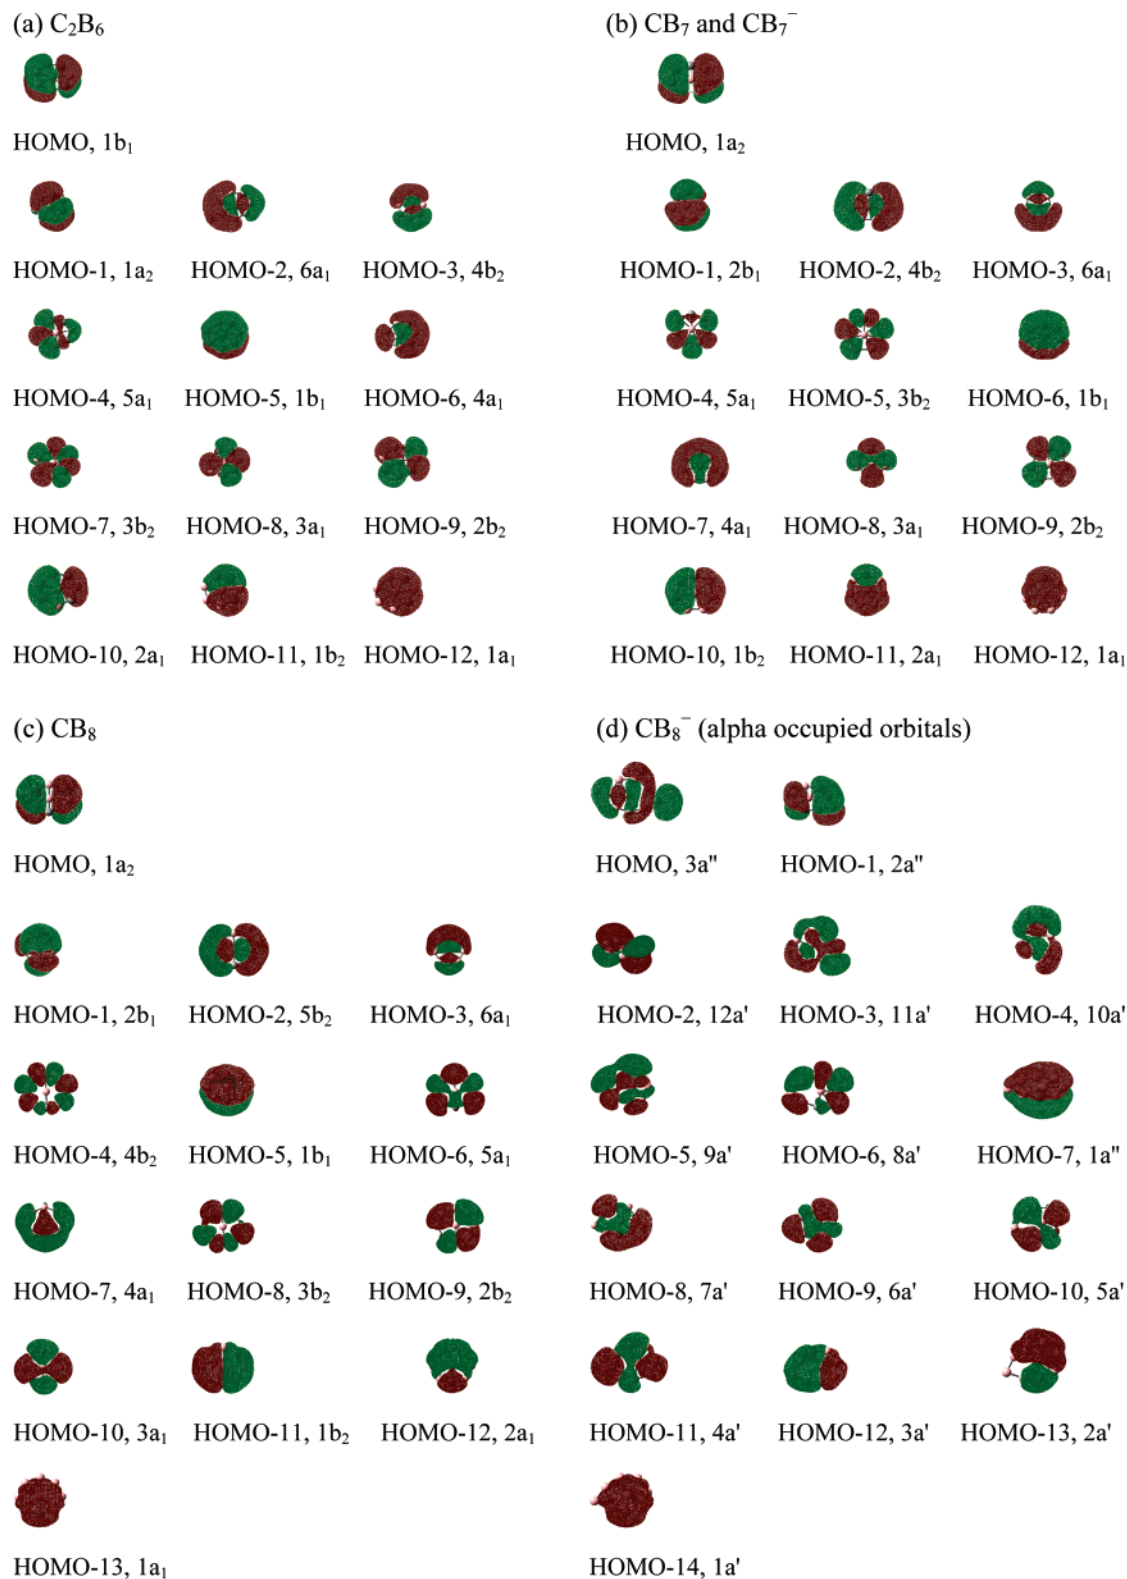 (a) C₂B₆
(b) CB₇ and CB₇⁻
HOMO, 1b₁
HOMO, 1a₂
HOMO-1, 1a₂ HOMO-2, 6a₁ HOMO-3, 4b₂
HOMO-1, 2b₁ HOMO-2, 4b₂ HOMO-3, 6a₁
HOMO-4, 5a₁ HOMO-5, 1b₁ HOMO-6, 4a₁
HOMO-4, 5a₁ HOMO-5, 3b₂ HOMO-6, 1b₁
HOMO-7, 3b₂ HOMO-8, 3a₁ HOMO-9, 2b₂
HOMO-7, 4a₁ HOMO-8, 3a₁ HOMO-9, 2b₂
HOMO-10, 2a₁ HOMO-11, 1b₂ HOMO-12, 1a₁
HOMO-10, 1b₂ HOMO-11, 2a₁ HOMO-12, 1a₁
(c) CB₈
(d) CB₈⁻ (alpha occupied orbitals)
HOMO, 1a₂
HOMO, 3a" HOMO-1, 2a"
HOMO-1, 2b₁ HOMO-2, 5b₂ HOMO-3, 6a₁
HOMO-2, 12a' HOMO-3, 11a' HOMO-4, 10a'
HOMO-4, 4b₂ HOMO-5, 1b₁ HOMO-6, 5a₁
HOMO-5, 9a' HOMO-6, 8a' HOMO-7, 1a"
HOMO-7, 4a₁ HOMO-8, 3b₂ HOMO-9, 2b₂
HOMO-8, 7a' HOMO-9, 6a' HOMO-10, 5a'
HOMO-10, 3a₁ HOMO-11, 1b₂ HOMO-12, 2a₁
HOMO-11, 4a' HOMO-12, 3a' HOMO-13, 2a'
HOMO-13, 1a₁
HOMO-14, 1a'